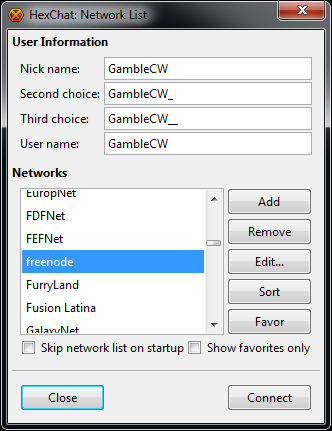 HexChat: Network List
User Information
Nick name: GambleCW
Second choice: GambleCW_
Third choice: GambleCW__
User name: GambleCW
Networks
EuropNet
FDFNet
FEFNet
freenode
FurryLand
Fusion Latina
GalaxyNet
Add
Remove
Edit...
Sort
Favor
Skip network list on startup
Show favorites only
Close
Connect